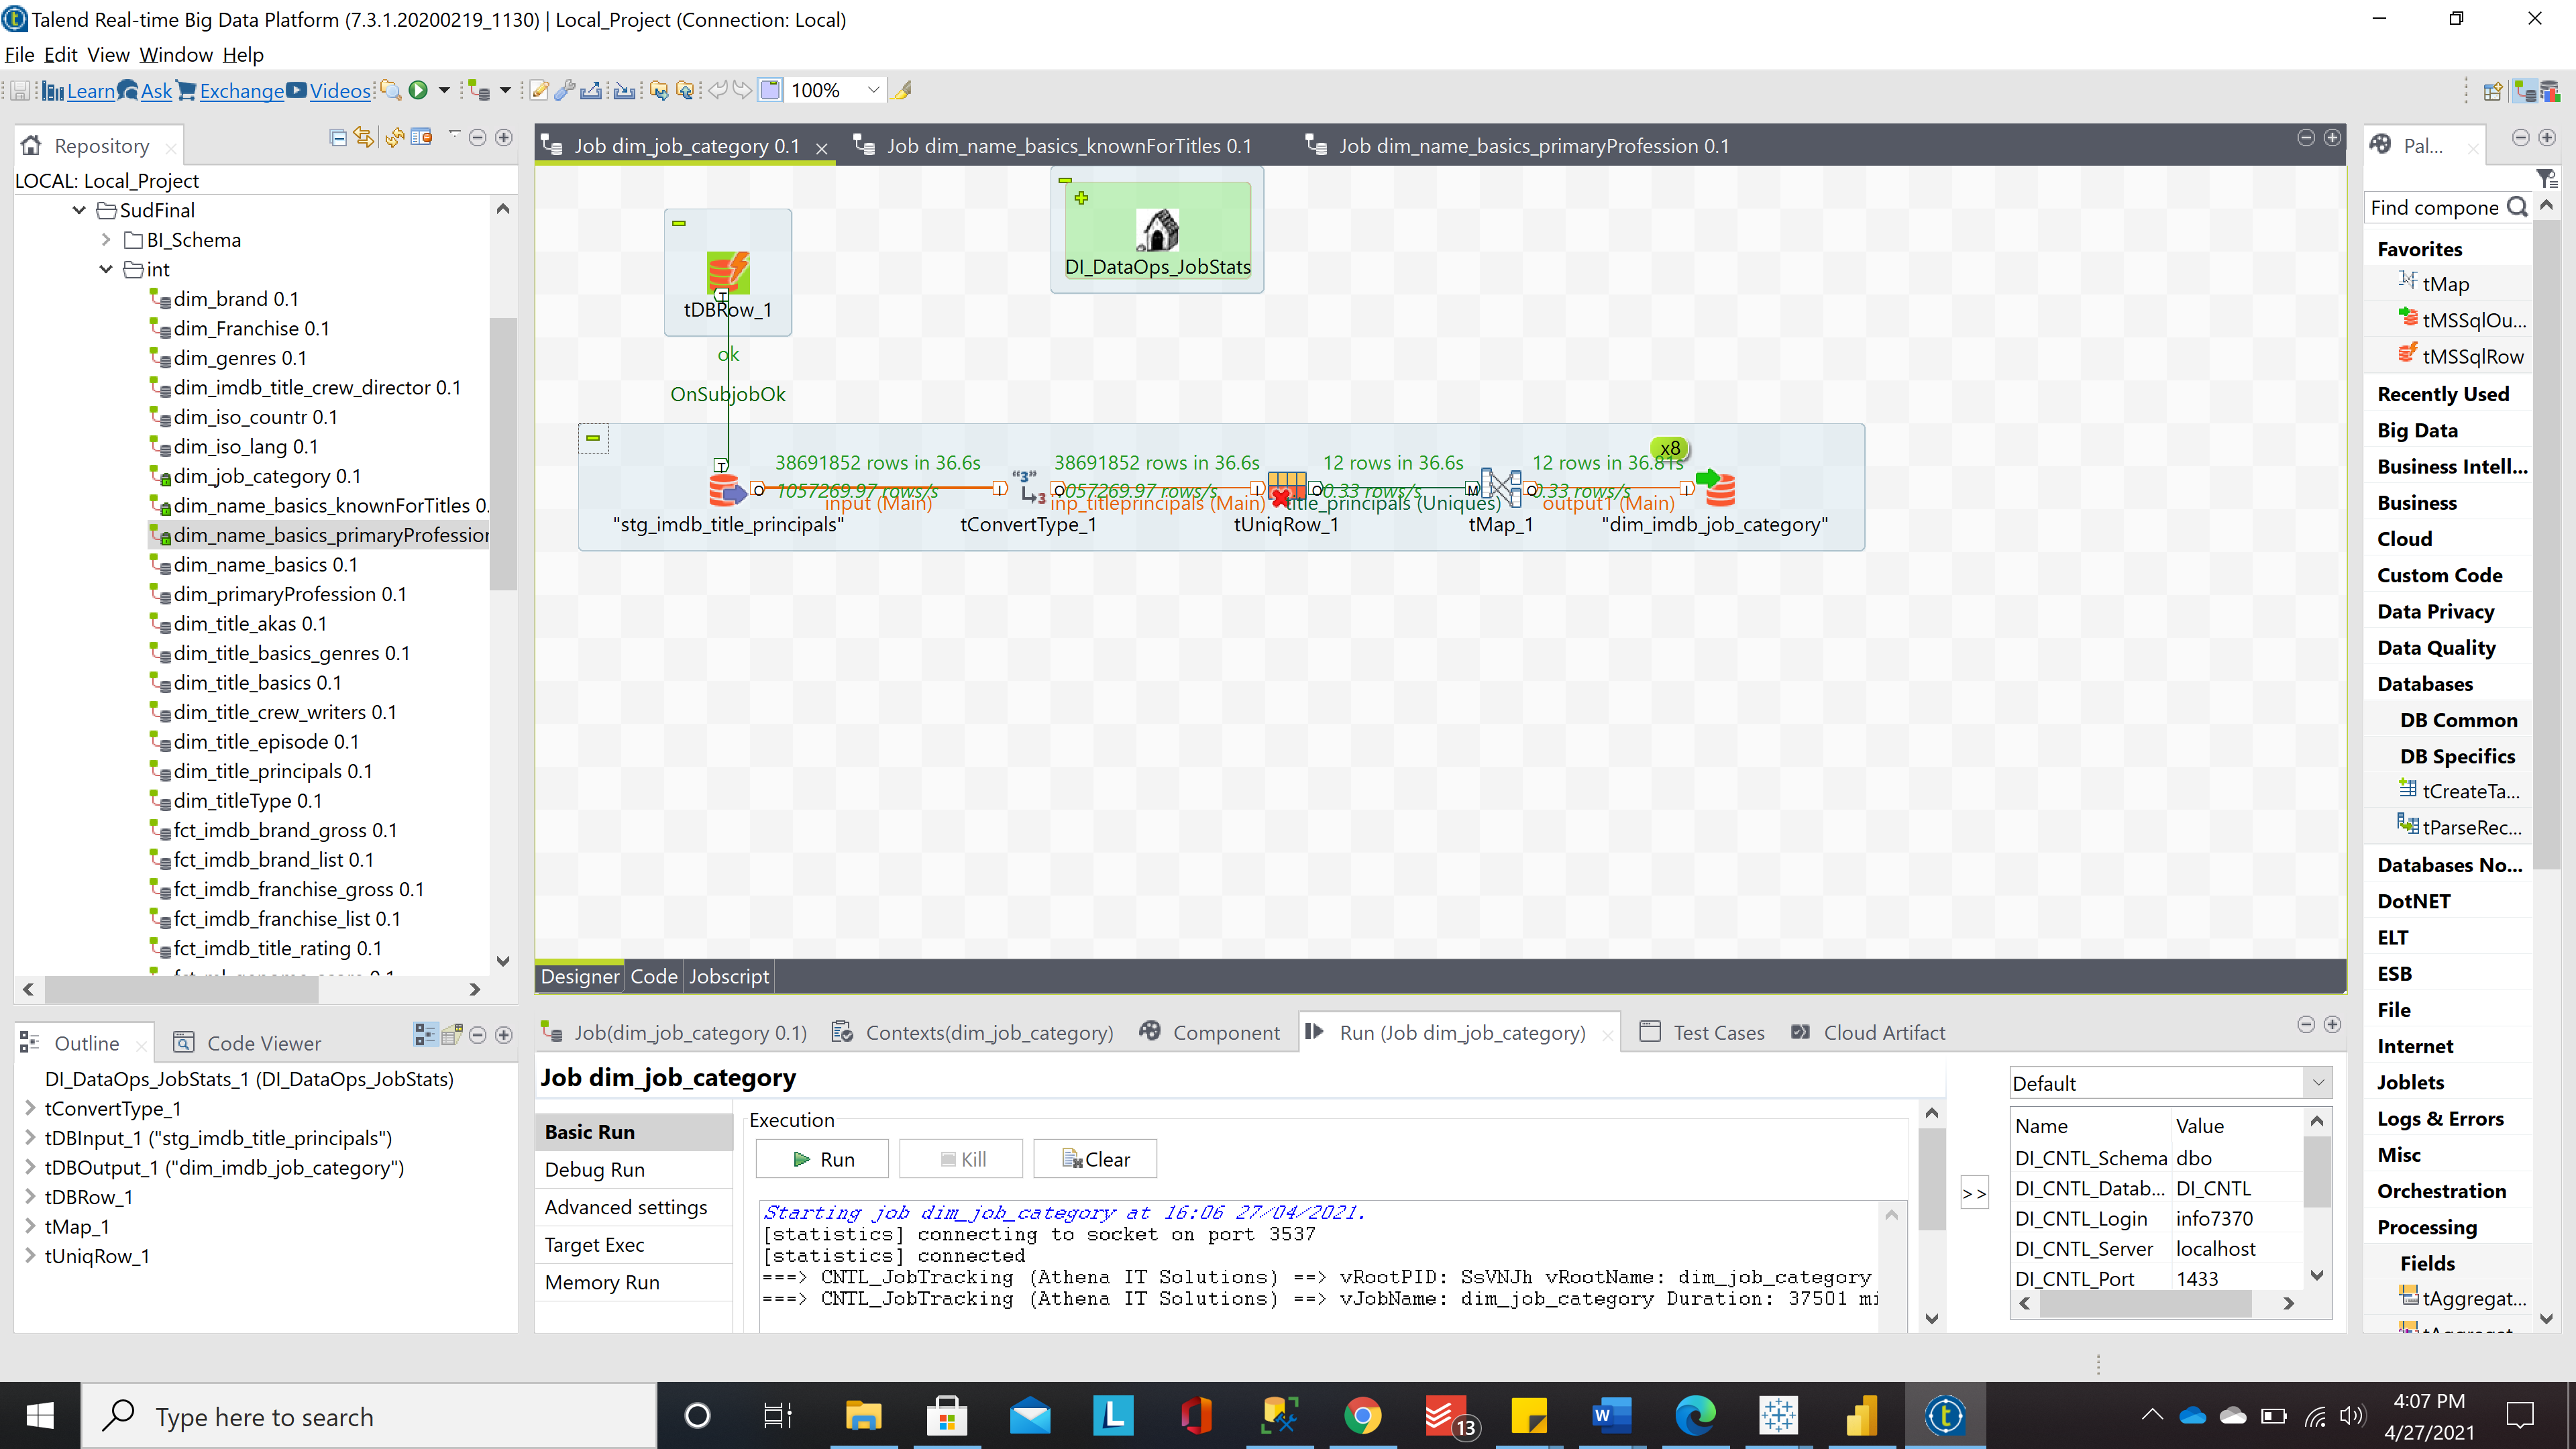 Talend Real-time Big Data Platform (7.3.1.20200219_1130) | Local_Project (Connection: Local)
File Edit View Window Help
Learn Ask Exchange Videos 100%
Repository
LOCAL: Local_Project
SudFinal
BI_Schema
int
dim_brand 0.1
dim_Franchise 0.1
dim_genres 0.1
dim_imdb_title_crew_director 0.1
dim_iso_countr 0.1
dim_iso_lang 0.1
dim_job_category 0.1
dim_name_basics_knownForTitles 0.
dim_name_basics_primaryProfession
dim_name_basics 0.1
dim_primaryProfession 0.1
dim_title_akas 0.1
dim_title_basics_genres 0.1
dim_title_basics 0.1
dim_title_crew_writers 0.1
dim_title_episode 0.1
dim_title_principals 0.1
dim_titleType 0.1
fct_imdb_brand_gross 0.1
fct_imdb_brand_list 0.1
fct_imdb_franchise_gross 0.1
fct_imdb_franchise_list 0.1
fct_imdb_title_rating 0.1
Job dim_job_category 0.1 Job dim_name_basics_knownForTitles 0.1 Job dim_name_basics_primaryProfession 0.1
DI_DataOps_JobStats
tDBRow_1
ok
OnSubjobOk
x8
38691852 rows in 36.6s 38691852 rows in 36.6s 12 rows in 36.6s 12 rows in 36.81s
1057269.97 rows/s 1057269.97 rows/s 0.33 rows/s 0.33 rows/s
input (Main) inp_titleprincipals (Main) title_principals (Uniques) output1 (Main)
"stg_imdb_title_principals" tConvertType_1 tUniqRow_1 tMap_1 "dim_imdb_job_category"
Designer Code Jobscript
Pal...
Find compone
Favorites
tMap
tMSSqlOu...
tMSSqlRow
Recently Used
Big Data
Business Intell...
Business
Cloud
Custom Code
Data Privacy
Data Quality
Databases
DB Common
DB Specifics
tCreateTa...
tParseRec...
Databases No...
DotNET
ELT
ESB
File
Internet
Joblets
Logs & Errors
Misc
Orchestration
Processing
Fields
tAggregat...
Outline Code Viewer
DI_DataOps_JobStats_1 (DI_DataOps_JobStats)
tConvertType_1
tDBInput_1 ("stg_imdb_title_principals")
tDBOutput_1 ("dim_imdb_job_category")
tDBRow_1
tMap_1
tUniqRow_1
Job(dim_job_category 0.1) Contexts(dim_job_category) Component Run (Job dim_job_category) Test Cases Cloud Artifact
Job dim_job_category
Basic Run
Debug Run
Advanced settings
Target Exec
Memory Run
Execution
Run Kill Clear
Starting job dim_job_category at 16:06 27/04/2021.
[statistics] connecting to socket on port 3537
[statistics] connected
===> CNTL_JobTracking (Athena IT Solutions) ==> vRootPID: SsVNJh vRootName: dim_job_category
===> CNTL_JobTracking (Athena IT Solutions) ==> vJobName: dim_job_category Duration: 37501 mi
>>
Default
Name Value
DI_CNTL_Schema dbo
DI_CNTL_Datab... DI_CNTL
DI_CNTL_Login info7370
DI_CNTL_Server localhost
DI_CNTL_Port 1433
Type here to search
13
4:07 PM
4/27/2021